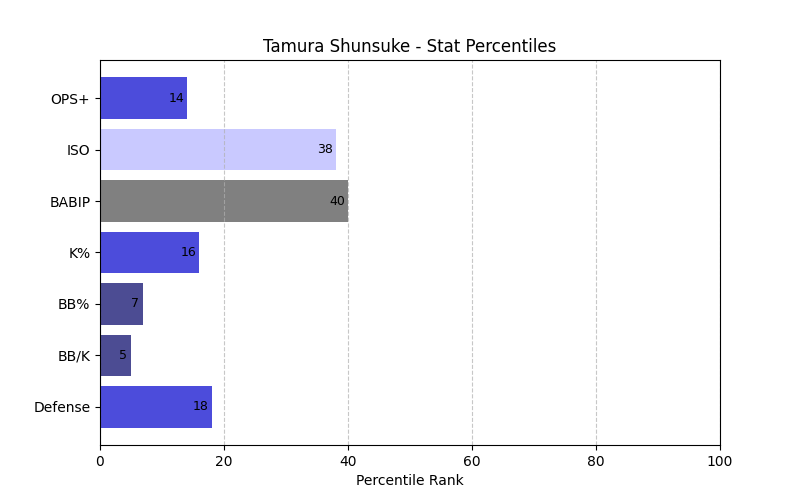 Tamura Shunsuke - Stat Percentiles
OPS+ 14
ISO 38
BABIP 40
K% 16
BB% 7
BB/K 5
Defense 18
0 20 40 60 80 100
Percentile Rank